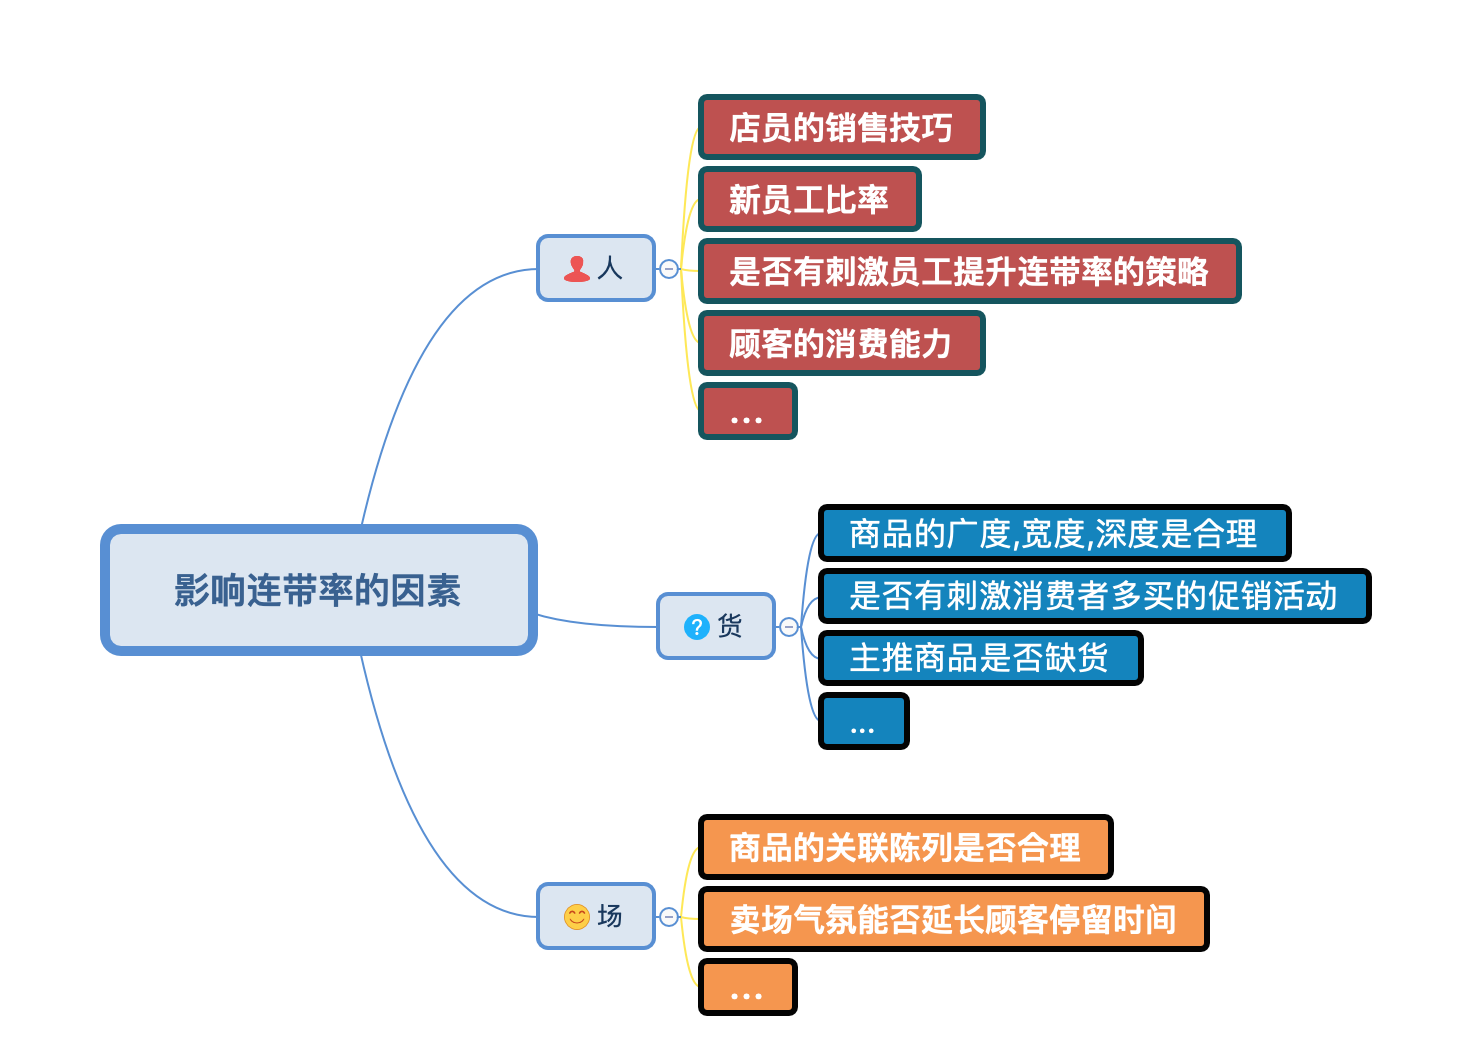 影响连带率的因素
人
店员的销售技巧
新员工比率
是否有刺激员工提升连带率的策略
顾客的消费能力
...
?
货
商品的广度,宽度,深度是合理
是否有刺激消费者多买的促销活动
主推商品是否缺货
...
场
商品的关联陈列是否合理
卖场气氛能否延长顾客停留时间
...